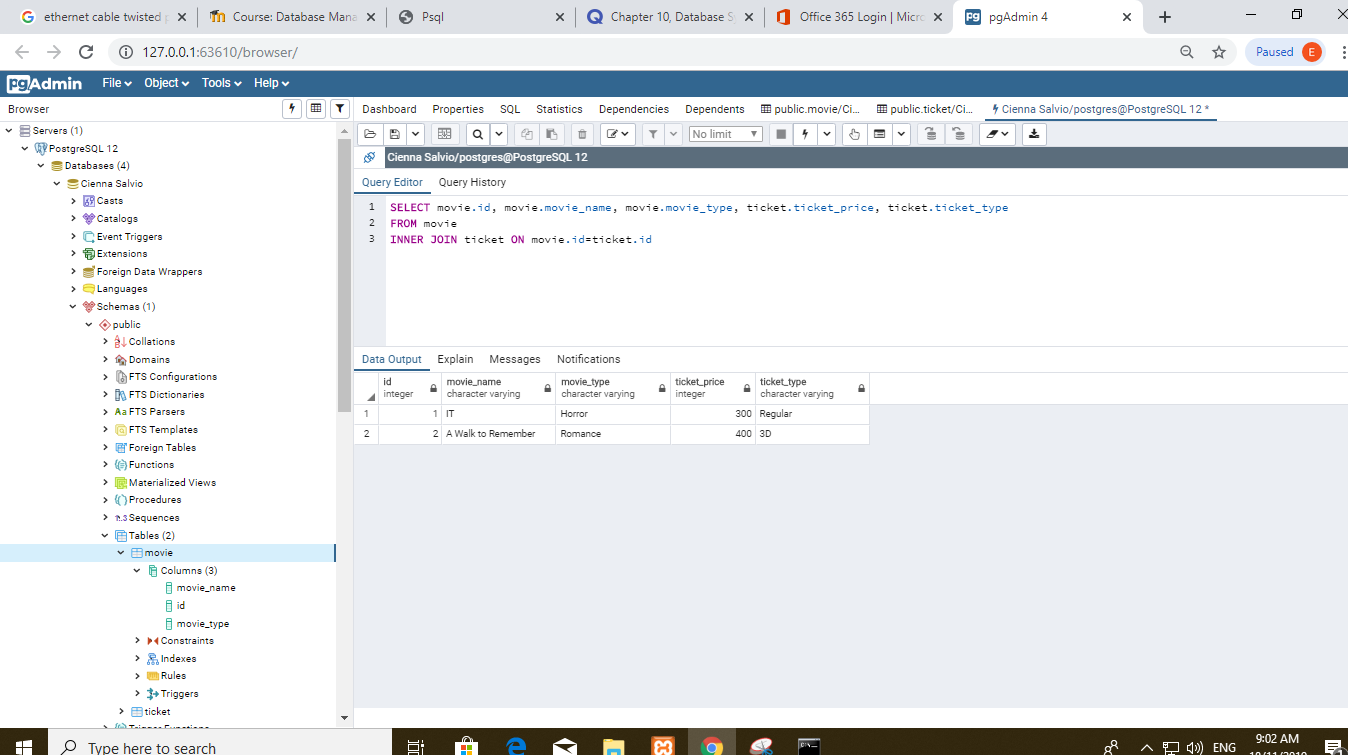 ethernet cable twisted p
Course: Database Mana
Psql
Chapter 10, Database S
Office 365 Login | Micro
pgAdmin 4
127.0.0.1:63610/browser/
Paused E
pgAdmin File Object Tools Help
Browser
Dashboard Properties SQL Statistics Dependencies Dependents public.movie/Ci... public.ticket/Ci... Cienna Salvio/postgres@PostgreSQL 12 *
No limit
Cienna Salvio/postgres@PostgreSQL 12
Query Editor Query History
1 SELECT movie.id, movie.movie_name, movie.movie_type, ticket.ticket_price, ticket.ticket_type
2 FROM movie
3 INNER JOIN ticket ON movie.id=ticket.id
Data Output Explain Messages Notifications
id movie_name movie_type ticket_price ticket_type
integer character varying character varying integer character varying
1 1 IT Horror 300 Regular
2 2 A Walk to Remember Romance 400 3D
Servers (1)
PostgreSQL 12
Databases (4)
Cienna Salvio
Casts
Catalogs
Event Triggers
Extensions
Foreign Data Wrappers
Languages
Schemas (1)
public
Collations
Domains
FTS Configurations
FTS Dictionaries
Aa FTS Parsers
FTS Templates
Foreign Tables
Functions
Materialized Views
Procedures
1..3 Sequences
Tables (2)
movie
Columns (3)
movie_name
id
movie_type
Constraints
Indexes
Rules
Triggers
ticket
Trigger Functions
Type here to search
ENG
9:02 AM